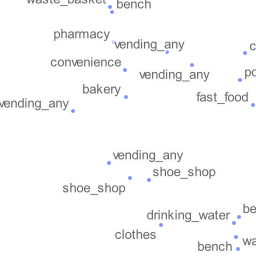 waste_basket
bench
pharmacy
vending_any
convenience
vending_any
bakery
fast_food
vending_any
vending_any
shoe_shop
shoe_shop
drinking_water
be
clothes
bench
wa
c
po